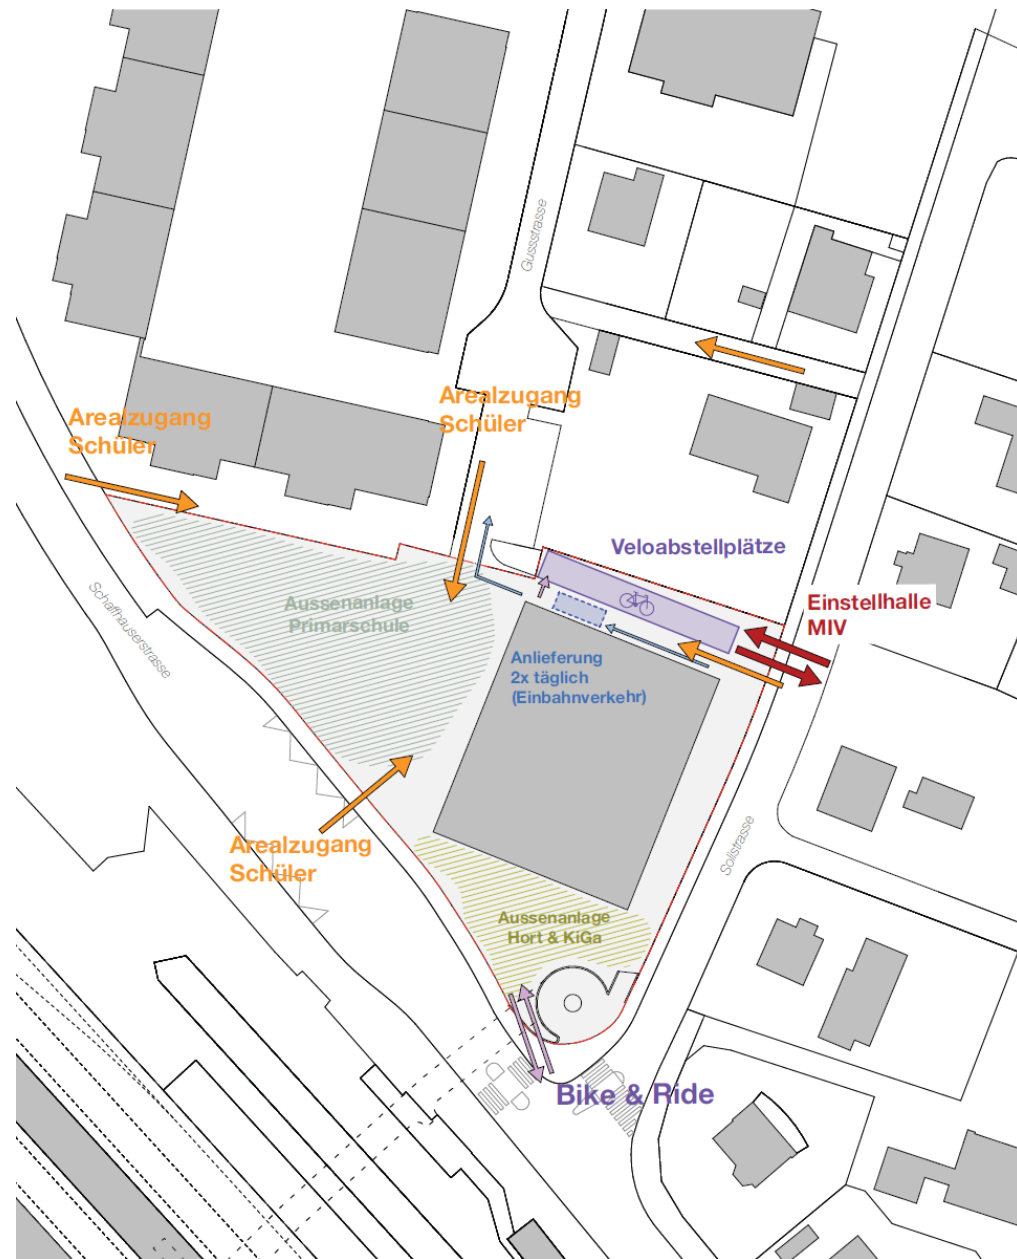 Gussstrasse
Arealzugang
Schüler
Arealzugang
Schüler
Veloabstellplätze
Einstellhalle
MIV
Aussenanlage
Primarschule
Schaffhauserstrasse
Anlieferung
2x täglich
(Einbahnverkehr)
Arealzugang
Schüler
Solistrasse
Aussenanlage
Hort & KiGa
Bike & Ride